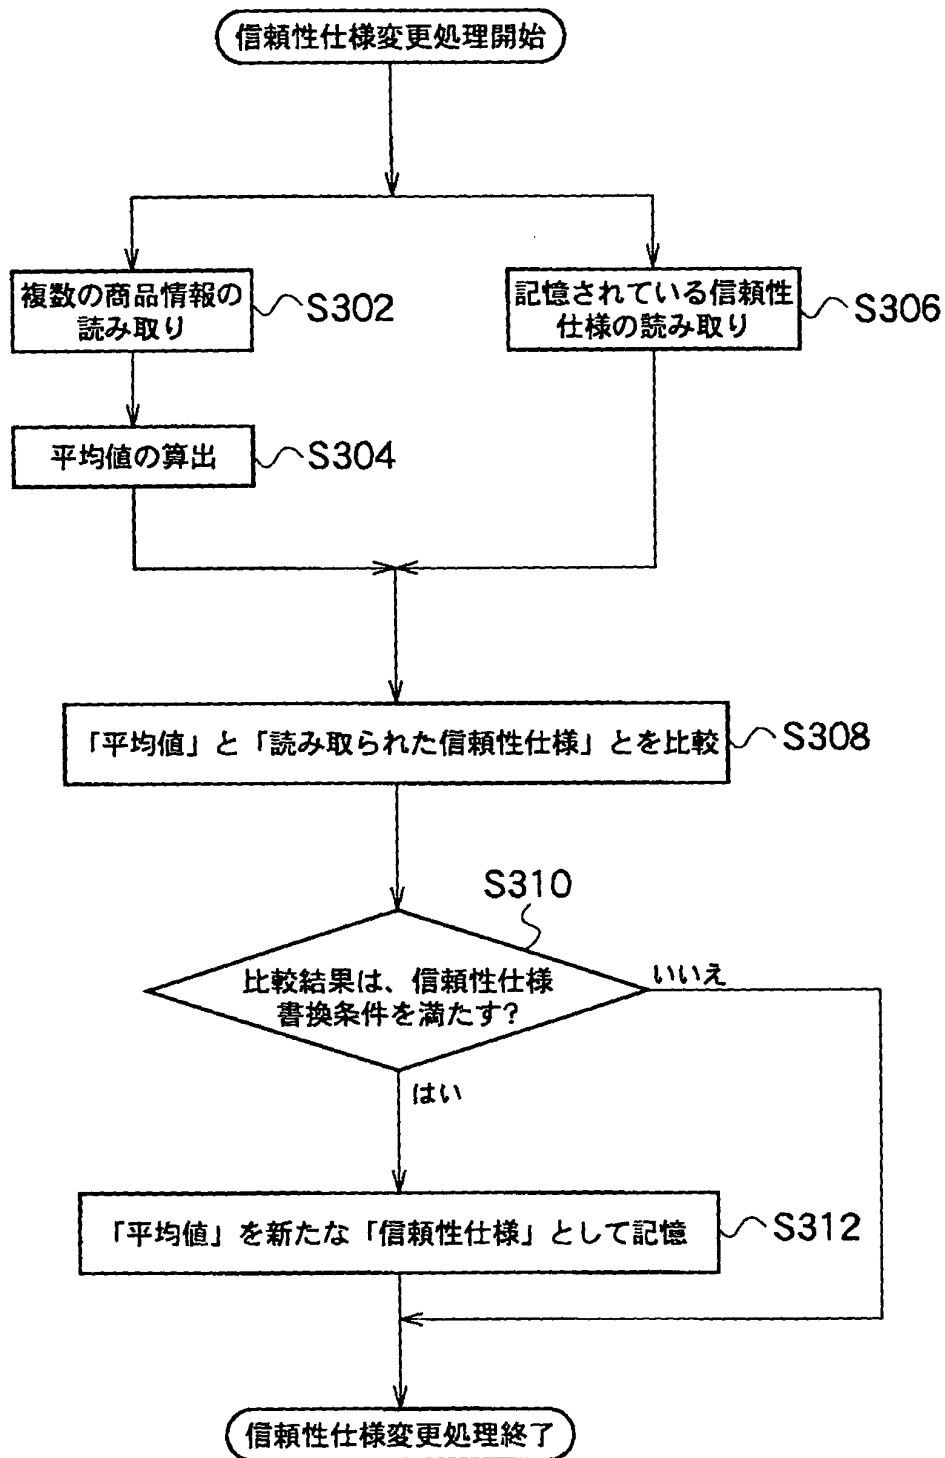 信頼性仕様変更処理開始
複数の商品情報の
読み取り
S302
記憶されている信頼性
仕様の読み取り
S306
平均値の算出
S304
「平均値」と「読み取られた信頼性仕様」とを比較
S308
S310
比較結果は、信頼性仕様
書換条件を満たす?
いいえ
はい
「平均値」を新たな「信頼性仕様」として記憶
S312
信頼性仕様変更処理終了